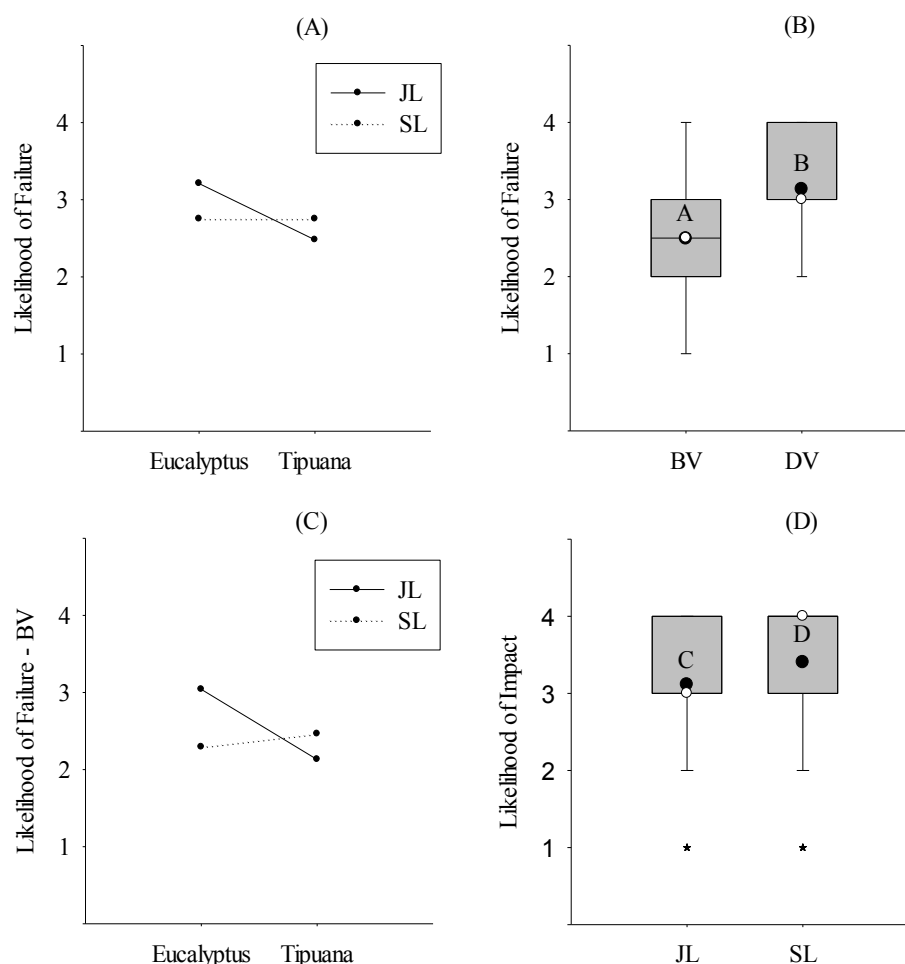 (A)
JL
SL
Likelihood of Failure
4
3
2
1
Eucalyptus Tipuana
(B)
Likelihood of Failure
4
3
2
1
A
B
BV DV
(C)
JL
SL
Likelihood of Failure - BV
4
3
2
1
Eucalyptus Tipuana
(D)
Likelihood of Impact
4
3
2
1
C
D
JL SL